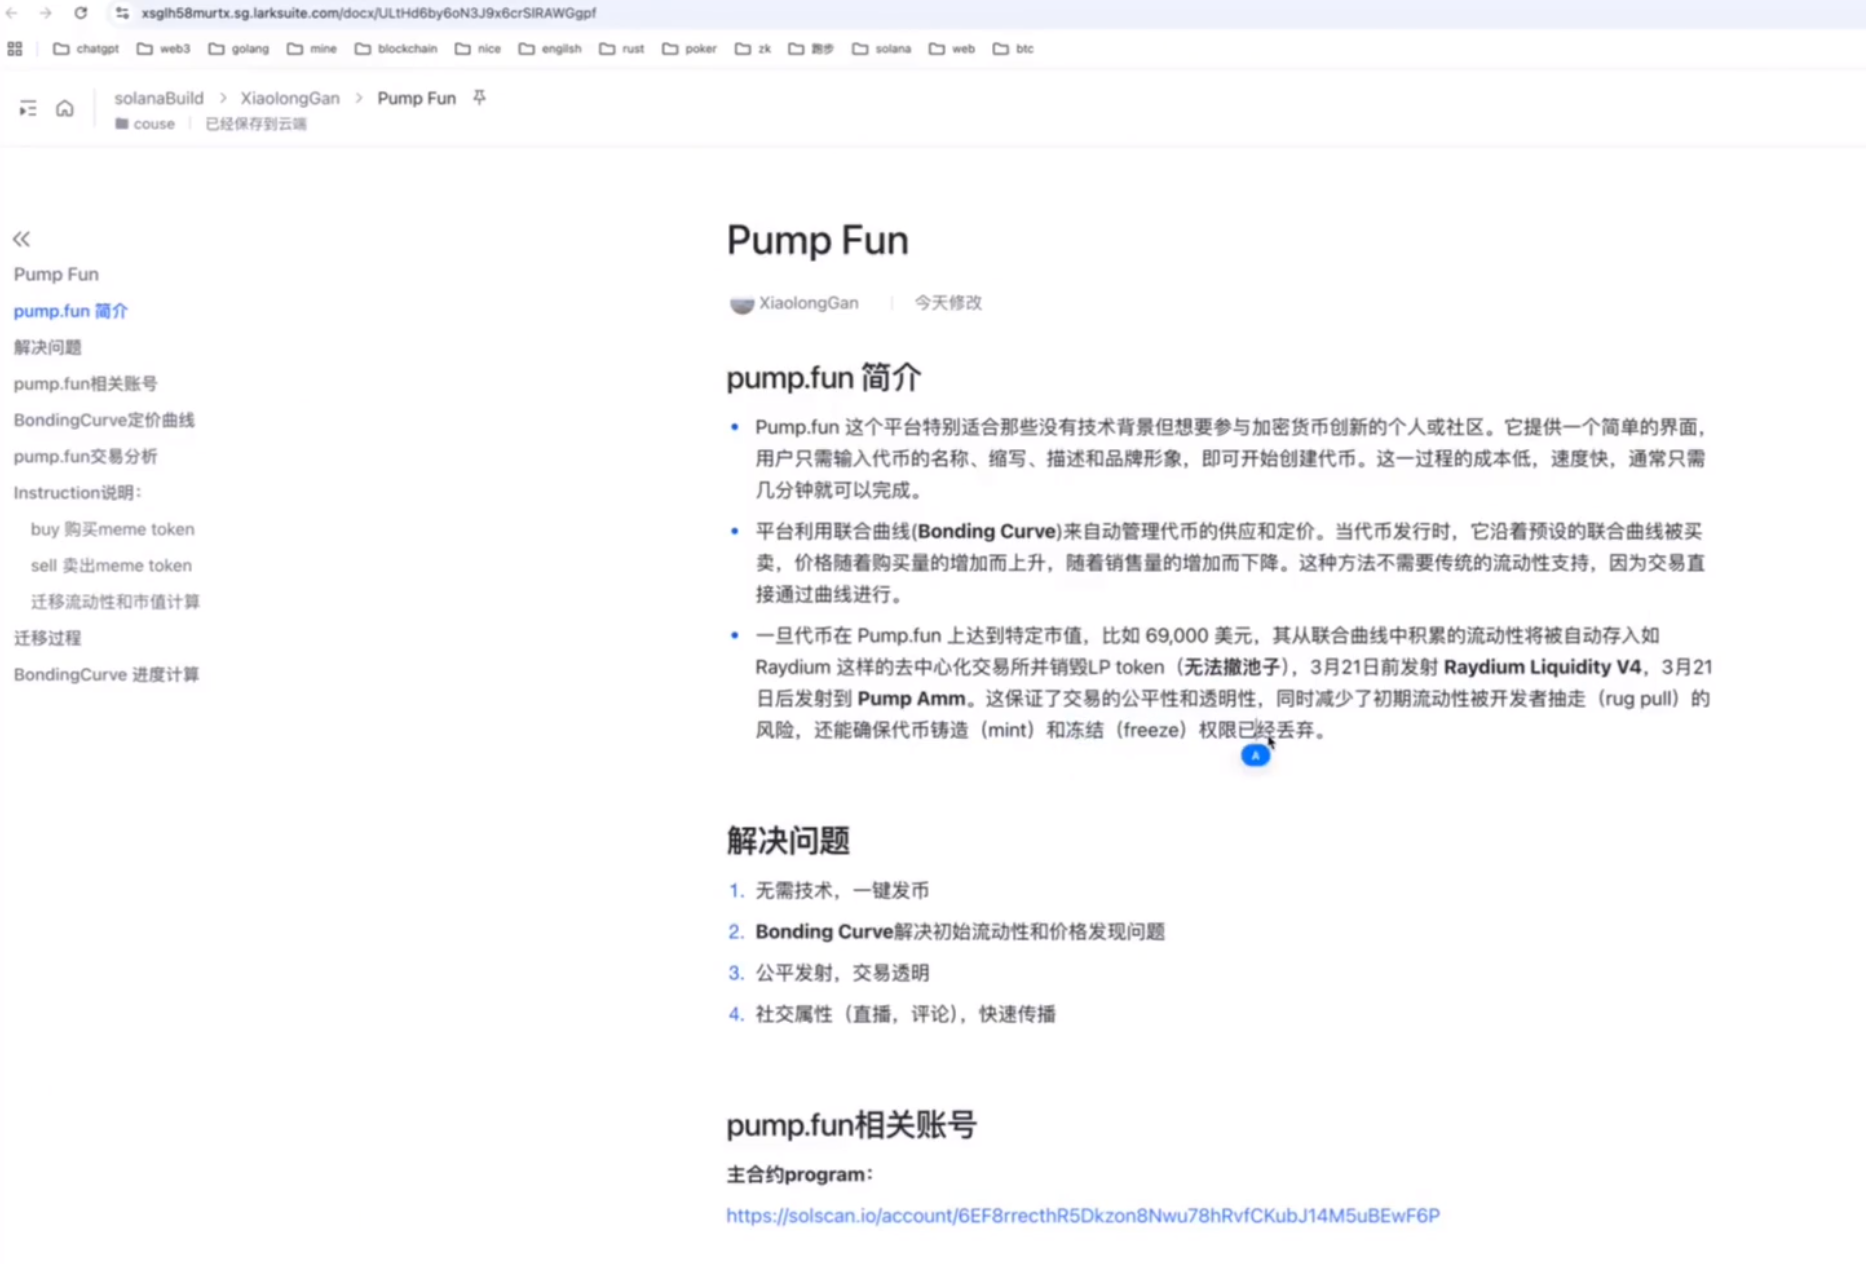 xsglh58murtx.sg.larksuite.com/docx/ULtHd6by6oN3J9x6crSlRAWGgpf
chatgpt web3 golang mine blockchain nice english rust poker zk 跑步 solana web btc
solanaBuild > XiaolongGan > Pump Fun
couse | 已经保存到云端
Pump Fun
pump.fun 简介
解决问题
pump.fun相关账号
BondingCurve定价曲线
pump.fun交易分析
Instruction说明：
buy 购买meme token
sell 卖出meme token
迁移流动性和市值计算
迁移过程
BondingCurve 进度计算
Pump Fun
XiaolongGan | 今天修改
pump.fun 简介
• Pump.fun 这个平台特别适合那些没有技术背景但想要参与加密货币创新的个人或社区。它提供一个简单的界面，
用户只需输入代币的名称、缩写、描述和品牌形象，即可开始创建代币。这一过程的成本低，速度快，通常只需
几分钟就可以完成。
• 平台利用联合曲线(Bonding Curve)来自动管理代币的供应和定价。当代币发行时，它沿着预设的联合曲线被买
卖，价格随着购买量的增加而上升，随着销售量的增加而下降。这种方法不需要传统的流动性支持，因为交易直
接通过曲线进行。
• 一旦代币在 Pump.fun 上达到特定市值，比如 69,000 美元，其从联合曲线中积累的流动性将被自动存入如
Raydium 这样的去中心化交易所并销毁LP token（无法撤池子），3月21日前发射 Raydium Liquidity V4，3月21
日后发射到 Pump Amm。这保证了交易的公平性和透明性，同时减少了初期流动性被开发者抽走（rug pull）的
风险，还能确保代币铸造（mint）和冻结（freeze）权限已经丢弃。
A
解决问题
1. 无需技术，一键发币
2. Bonding Curve解决初始流动性和价格发现问题
3. 公平发射，交易透明
4. 社交属性（直播，评论），快速传播
pump.fun相关账号
主合约program：
https://solscan.io/account/6EF8rrecthR5Dkzon8Nwu78hRvfCKubJ14M5uBEwF6P